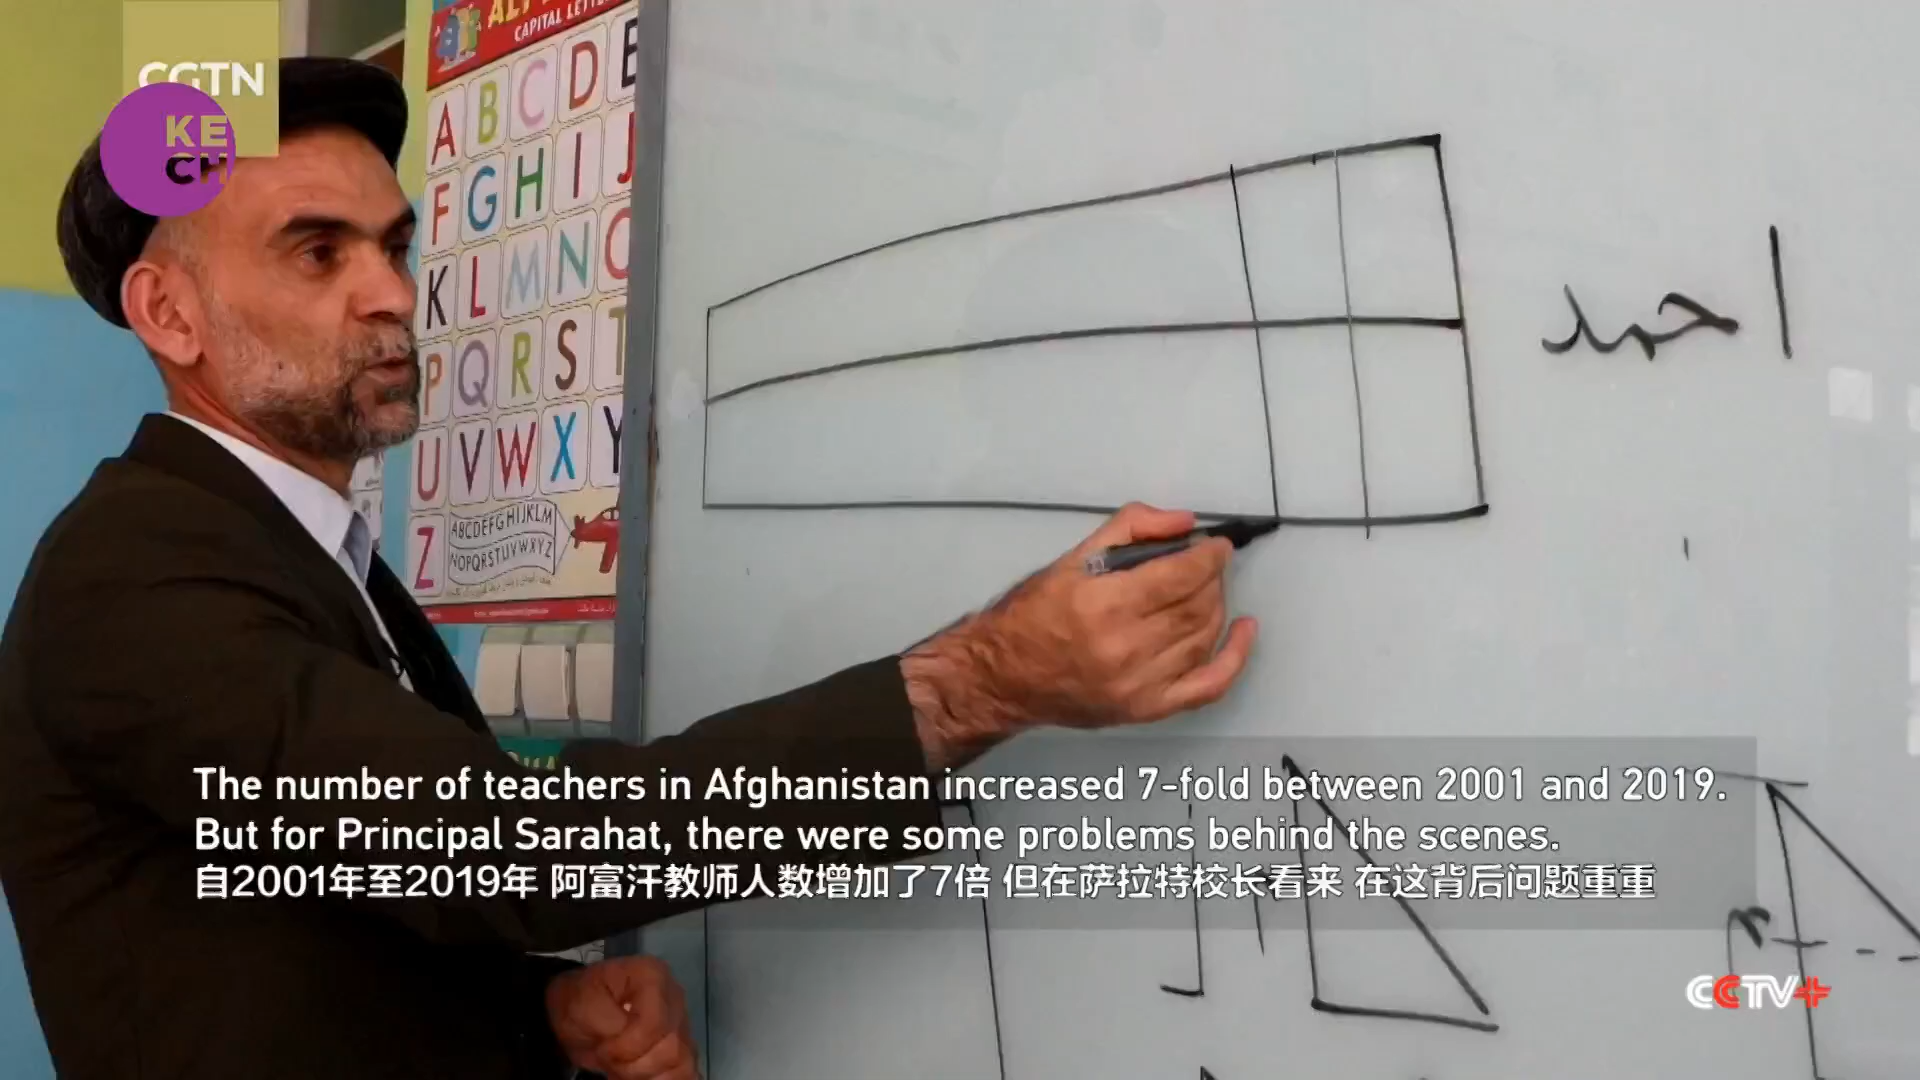 CGTN
KE
CH
CAPITAL LETTE
A B C D E
F G H I J
K L M N O
P Q R S T
U V W X Y
Z
ABCDEFGHIJKLM
NOPQRSTUVWXYZ
احمد
The number of teachers in Afghanistan increased 7-fold between 2001 and 2019.
But for Principal Sarahat, there were some problems behind the scenes.
自2001年至2019年 阿富汗教师人数增加了7倍 但在萨拉特校长看来 在这背后问题重重
CCTV+